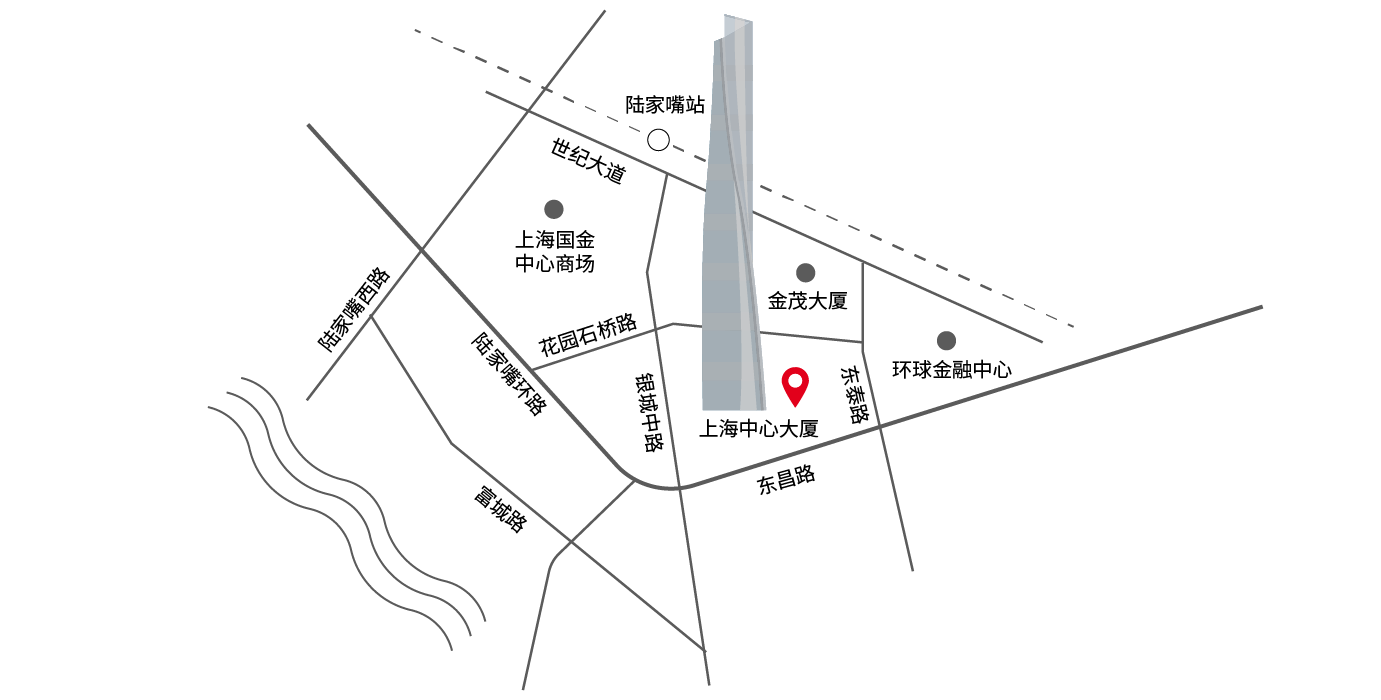 陆家嘴站
世纪大道
上海国金
中心商场
金茂大厦
陆家嘴西路
花园石桥路
陆家嘴环路
环球金融中心
东泰路
银城中路
上海中心大厦
东昌路
富城路